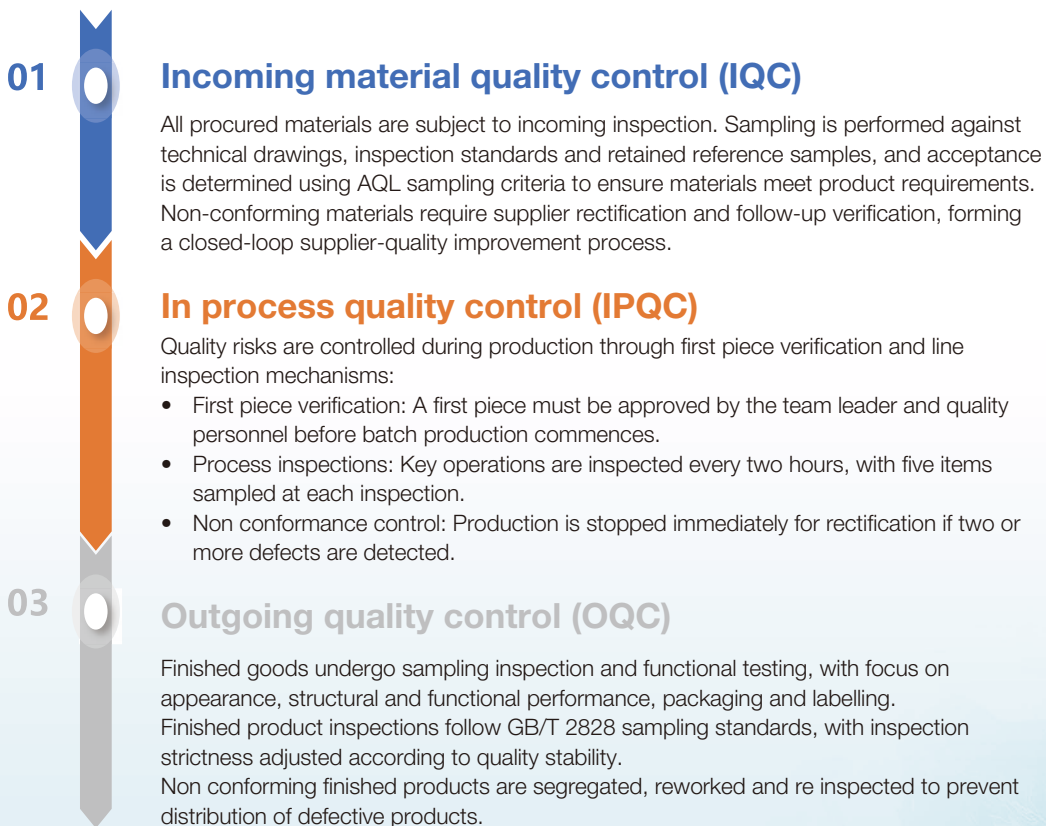 01
Incoming material quality control (IQC)
All procured materials are subject to incoming inspection. Sampling is performed against
technical drawings, inspection standards and retained reference samples, and acceptance
is determined using AQL sampling criteria to ensure materials meet product requirements.
Non-conforming materials require supplier rectification and follow-up verification, forming
a closed-loop supplier-quality improvement process.
02
In process quality control (IPQC)
Quality risks are controlled during production through first piece verification and line
inspection mechanisms:
• First piece verification: A first piece must be approved by the team leader and quality
personnel before batch production commences.
• Process inspections: Key operations are inspected every two hours, with five items
sampled at each inspection.
• Non conformance control: Production is stopped immediately for rectification if two or
more defects are detected.
03
Outgoing quality control (OQC)
Finished goods undergo sampling inspection and functional testing, with focus on
appearance, structural and functional performance, packaging and labelling.
Finished product inspections follow GB/T 2828 sampling standards, with inspection
strictness adjusted according to quality stability.
Non conforming finished products are segregated, reworked and re inspected to prevent
distribution of defective products.